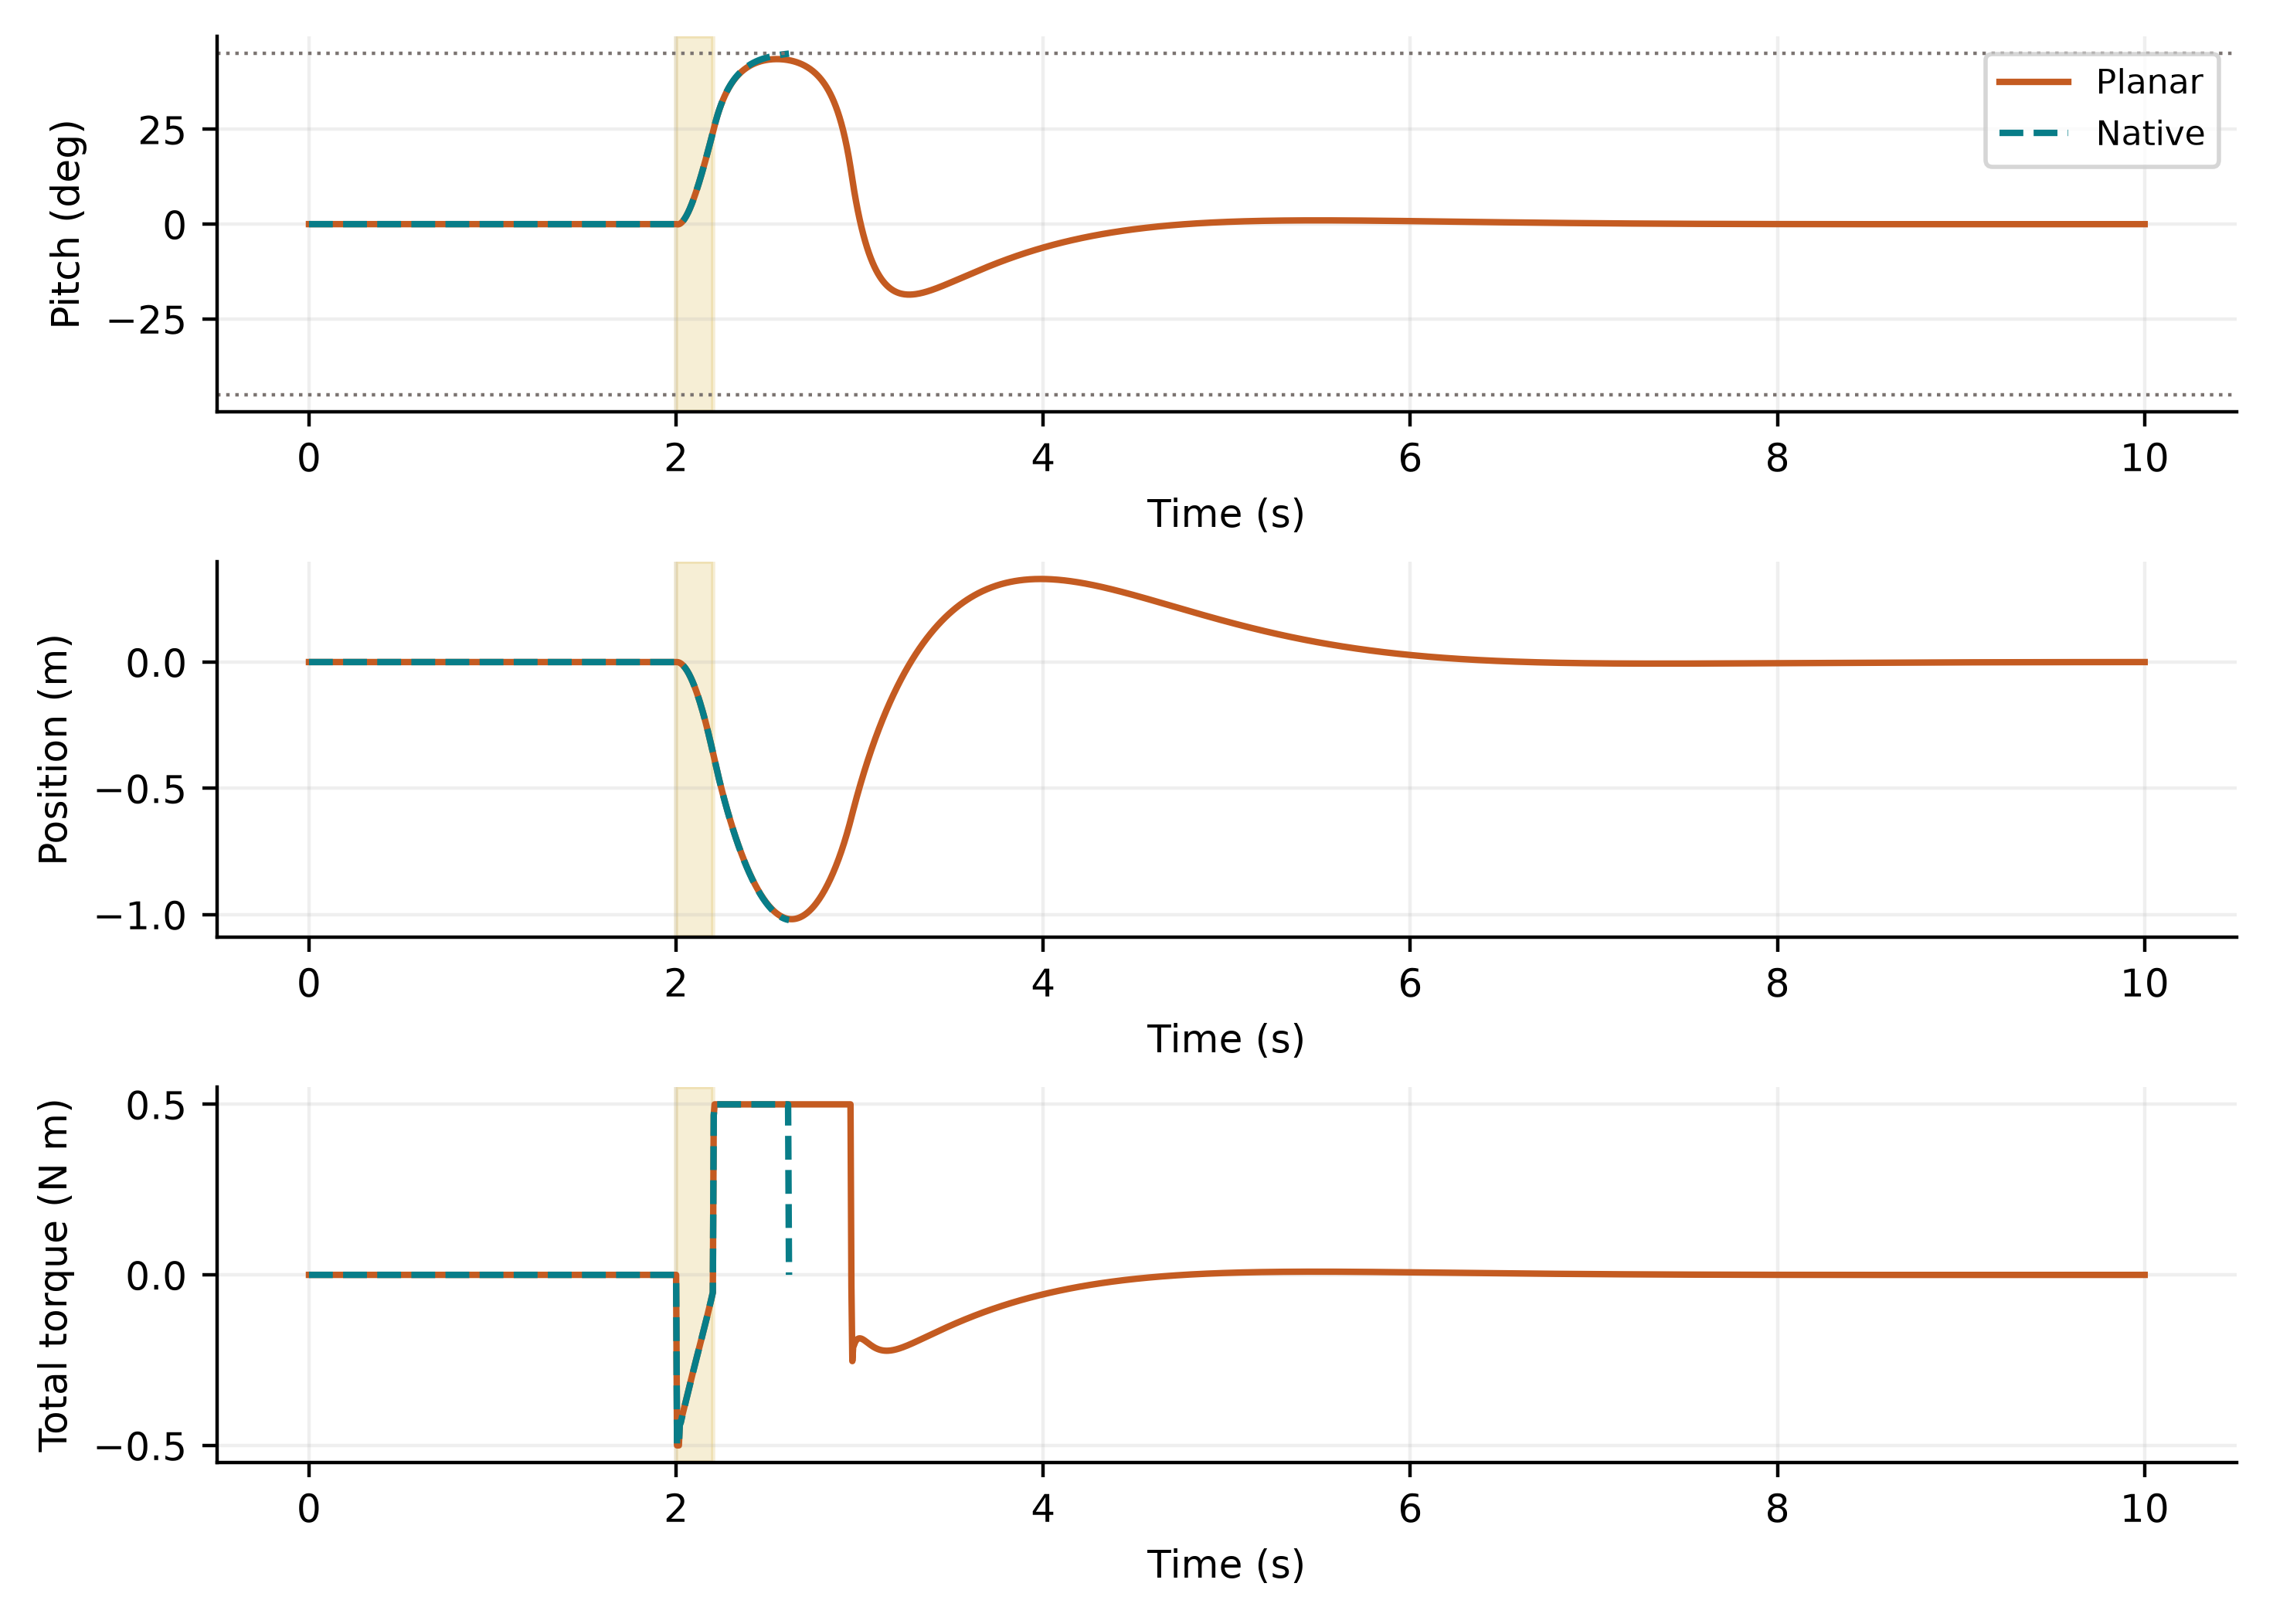 Pitch (deg)
25
0
−25
Planar
Native
0 2 4 6 8 10
Time (s)
Position (m)
0.0
−0.5
−1.0
0 2 4 6 8 10
Time (s)
Total torque (N m)
0.5
0.0
−0.5
0 2 4 6 8 10
Time (s)